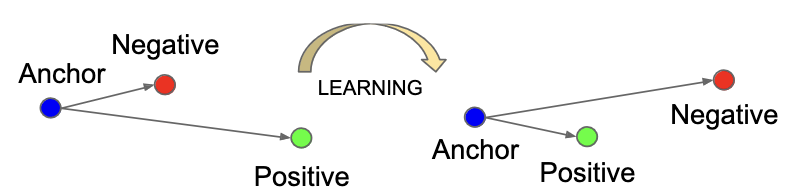 Negative
Anchor
Positive
LEARNING
Negative
Anchor
Positive